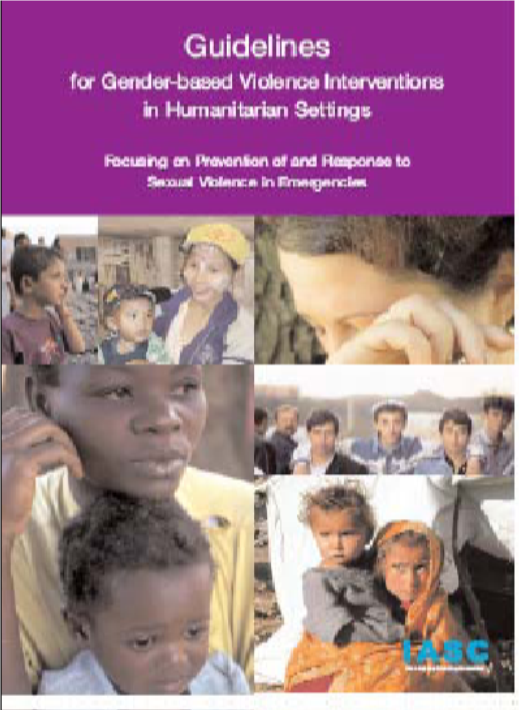 Guidelines
for Gender-based Violence Interventions
in Humanitarian Settings
Focusing on Prevention of and Response to
Sexual Violence in Emergencies
IASC